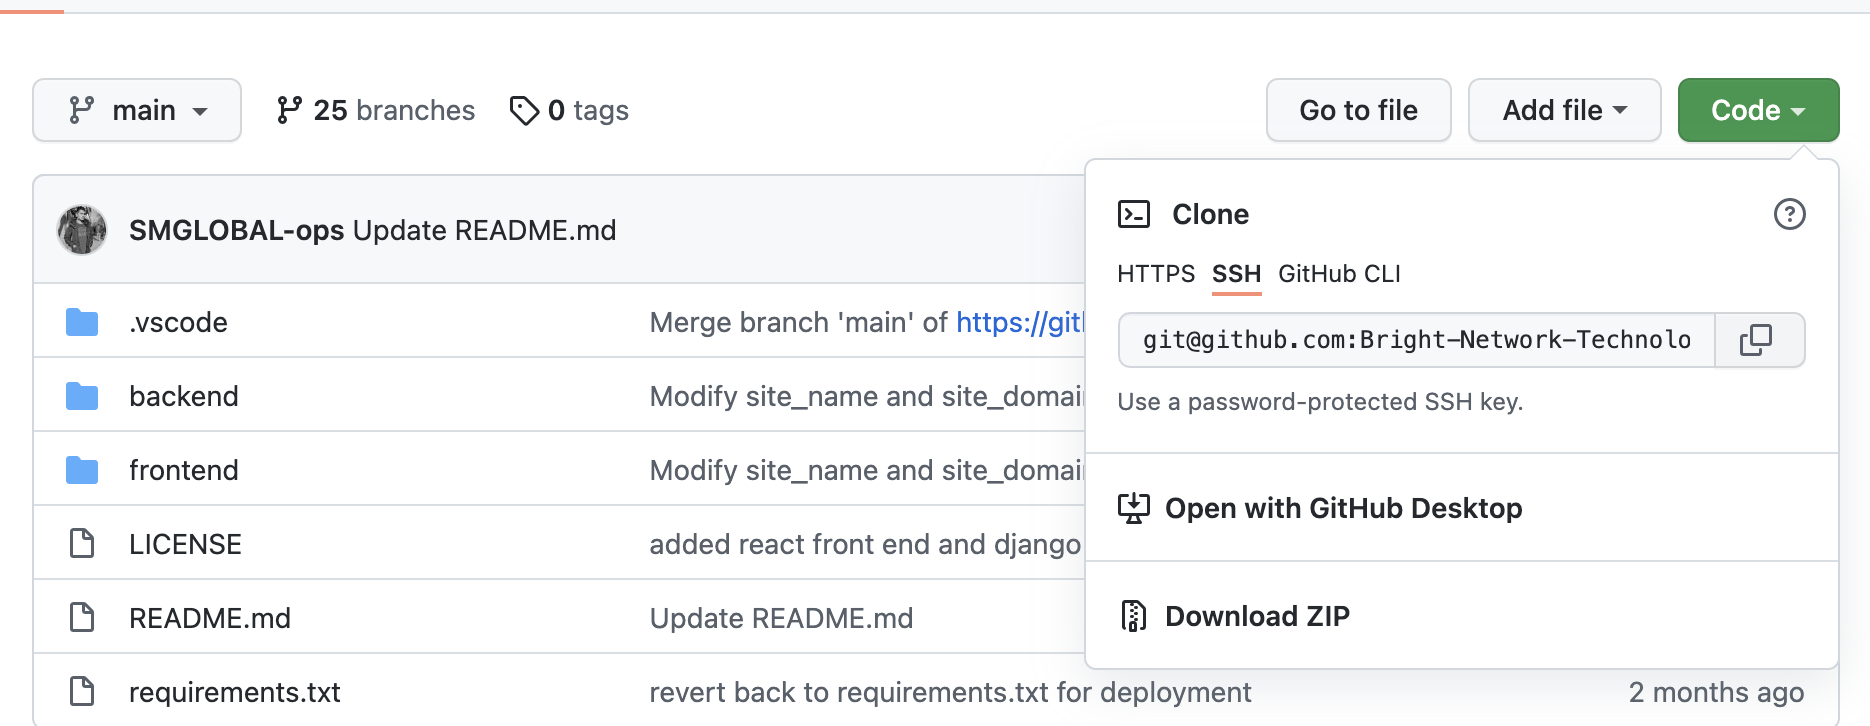 main 25 branches 0 tags Go to file Add file Code
SMGLOBAL-ops Update README.md
.vscode Merge branch 'main' of https://git
backend Modify site_name and site_domai
frontend Modify site_name and site_domai
LICENSE added react front end and django
README.md Update README.md
requirements.txt revert back to requirements.txt for deployment 2 months ago
Clone
HTTPS SSH GitHub CLI
git@github.com:Bright-Network-Technolo
Use a password-protected SSH key.
Open with GitHub Desktop
Download ZIP